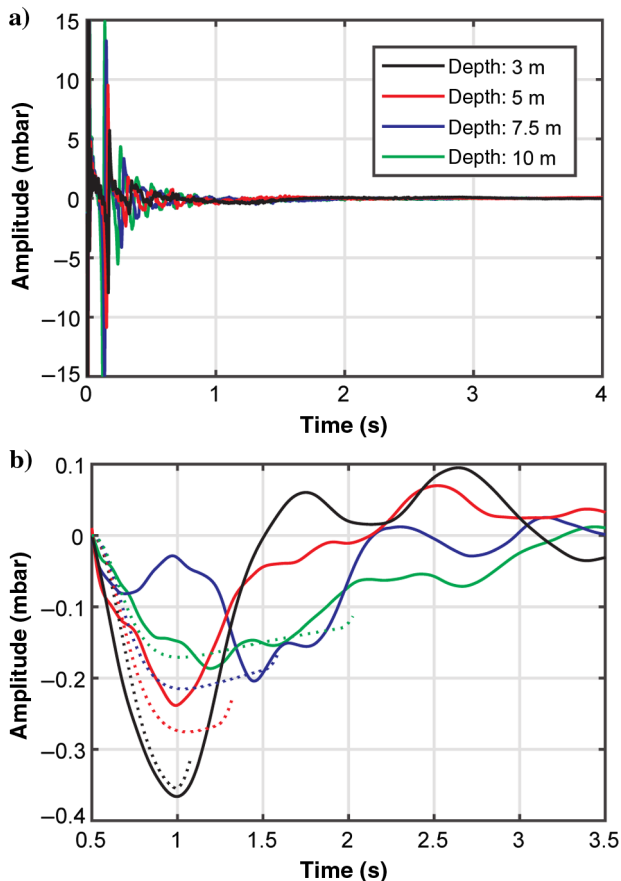 a)
15
10
5
0
–5
–10
–15
Amplitude (mbar)
Depth: 3 m
Depth: 5 m
Depth: 7.5 m
Depth: 10 m
0
1
2
3
4
Time (s)
b)
0.1
0
–0.1
–0.2
–0.3
–0.4
Amplitude (mbar)
0.5
1
1.5
2
2.5
3
3.5
Time (s)